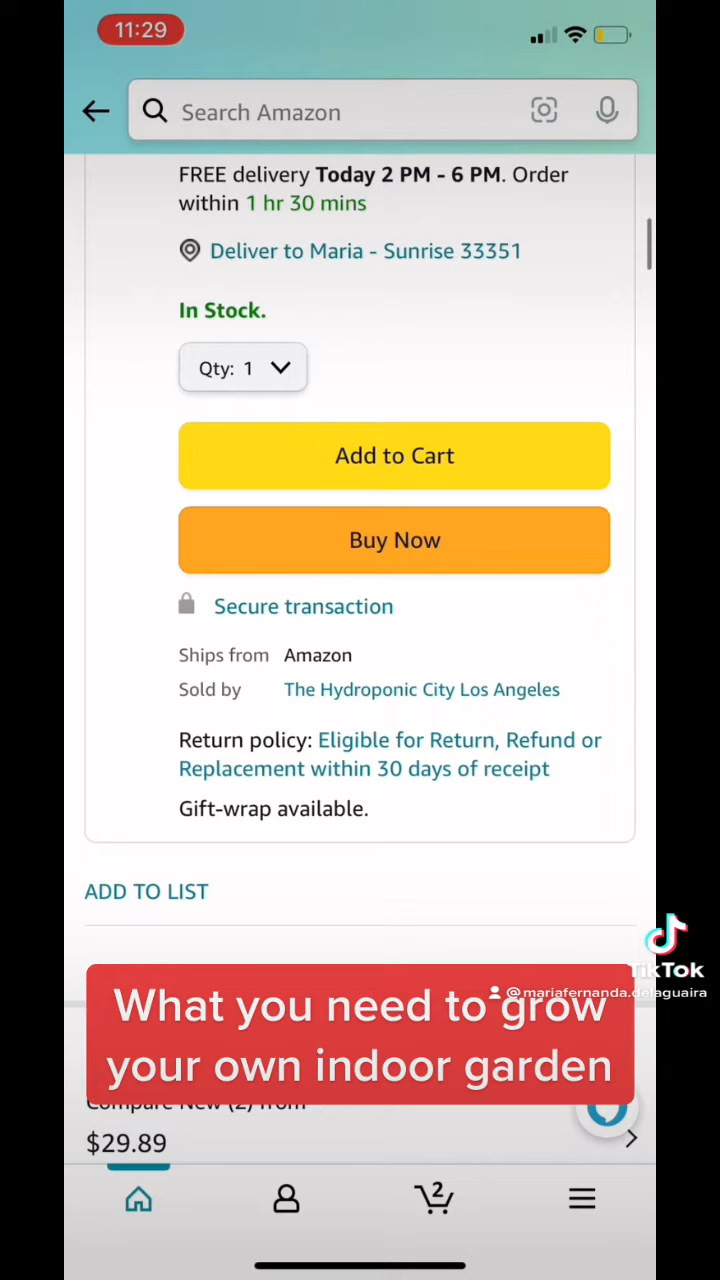 11:29
Search Amazon
FREE delivery Today 2 PM - 6 PM. Order
within 1 hr 30 mins
Deliver to Maria - Sunrise 33351
In Stock.
Qty: 1
Add to Cart
Buy Now
Secure transaction
Ships from Amazon
Sold by The Hydroponic City Los Angeles
Return policy: Eligible for Return, Refund or
Replacement within 30 days of receipt
Gift-wrap available.
ADD TO LIST
TikTok
@mariafernanda.delaguaira
What you need to grow
your own indoor garden
Compare New (2) from
$29.89
2